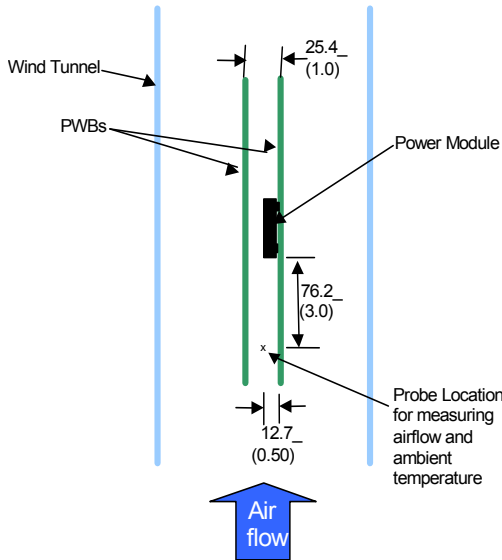 25.4_
(1.0)
Wind Tunnel
PWBs
Power Module
76.2_
(3.0)
x
Probe Location
for measuring
airflow and
ambient
temperature
12.7_
(0.50)
Air
flow